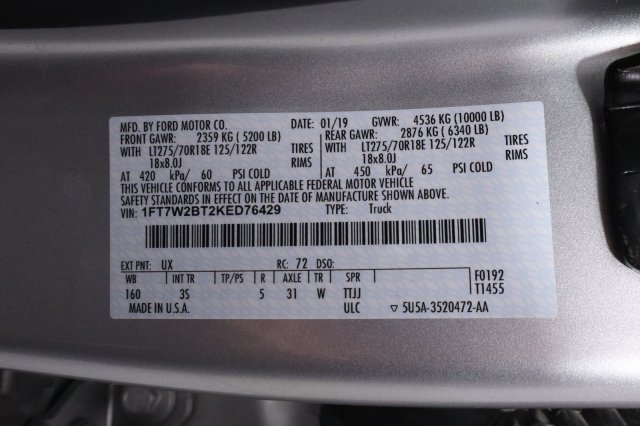 MFD. BY FORD MOTOR CO. 01/19 GVWR: 4536 KG (10000 LB)
FRONT GAWR: 2359 KG (5200 LB) REAR GAWR: 2876 KG (6340 LB)
WITH LT275/70R18E 125/122R TIRES WITH LT275/70R18E 125/122R TIRES
18x8.0J RIMS 18x8.0J RIMS
AT 420 kPa/ 60 PSI COLD AT 450 kPa/ 65 PSI COLD
THIS VEHICLE CONFORMS TO ALL APPLICABLE FEDERAL MOTOR VEHICLE
SAFETY STANDARDS IN EFFECT ON THE DATE OF MANUFACTURE SHOWN ABOVE.
VIN: 1FT7W2BT2KED76429 TYPE: Truck
EXT PNT: UX RC: 72 DSO: F0192
WB INT TR TP/PS R AXLE TR SPR T1455
160 3S 5 31 W TTJJ
MADE IN U.S.A. ULC ▽ 5U5A-3520472-AA